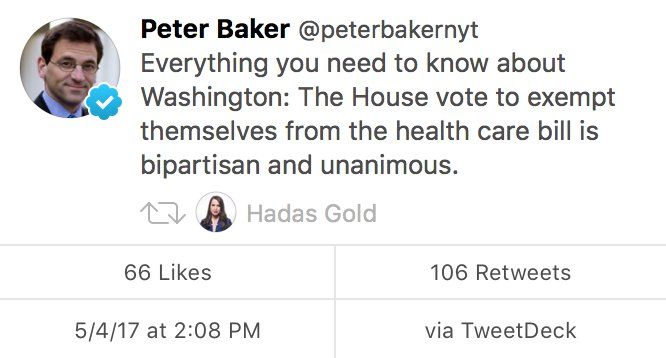 Peter Baker @peterbakernyt
Everything you need to know about
Washington: The House vote to exempt
themselves from the health care bill is
bipartisan and unanimous.
Hadas Gold
66 Likes
106 Retweets
5/4/17 at 2:08 PM
via TweetDeck